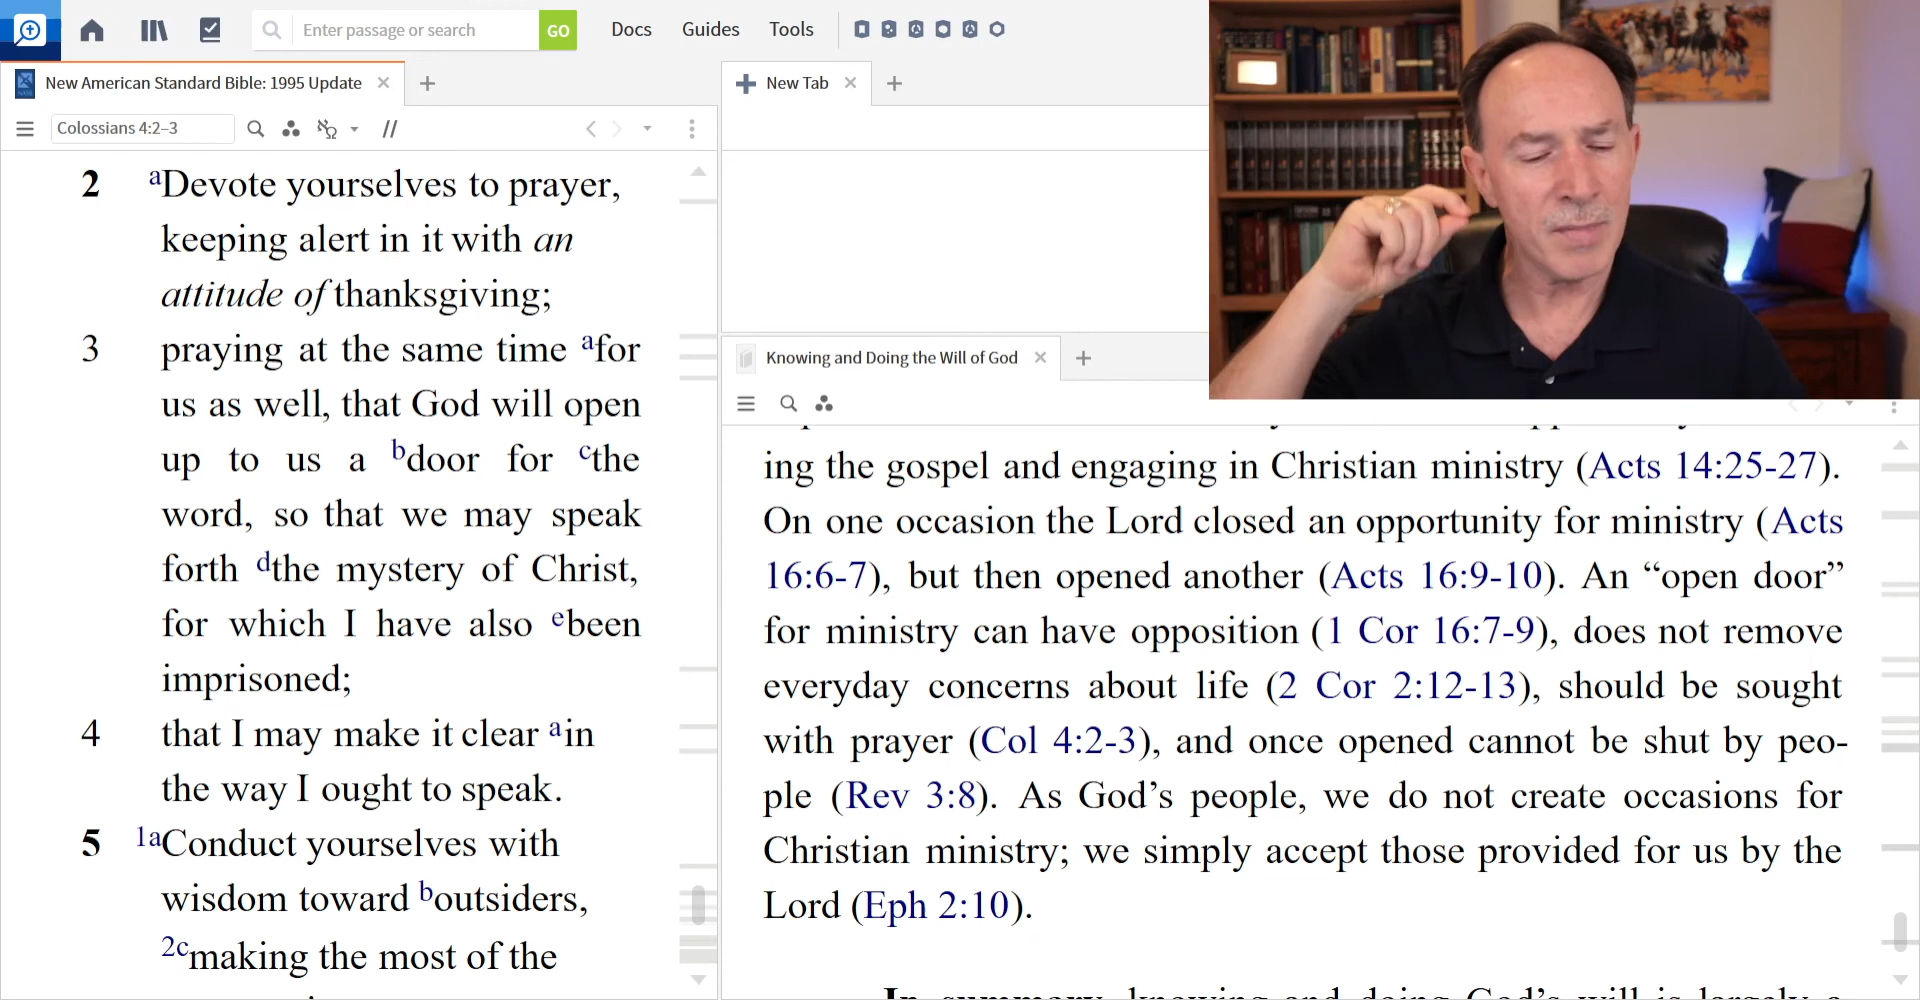 Enter passage or search
GO
Docs
Guides
Tools
New American Standard Bible: 1995 Update
New Tab
Colossians 4:2–3
2 aDevote yourselves to prayer,
keeping alert in it with an
attitude of thanksgiving;
3 praying at the same time afor
us as well, that God will open
up to us a bdoor for cthe
word, so that we may speak
forth dthe mystery of Christ,
for which I have also ebeen
imprisoned;
4 that I may make it clear ain
the way I ought to speak.
5 1aConduct yourselves with
wisdom toward boutsiders,
2cmaking the most of the
Knowing and Doing the Will of God
ing the gospel and engaging in Christian ministry (Acts 14:25-27).
On one occasion the Lord closed an opportunity for ministry (Acts
16:6-7), but then opened another (Acts 16:9-10). An “open door”
for ministry can have opposition (1 Cor 16:7-9), does not remove
everyday concerns about life (2 Cor 2:12-13), should be sought
with prayer (Col 4:2-3), and once opened cannot be shut by peo-
ple (Rev 3:8). As God’s people, we do not create occasions for
Christian ministry; we simply accept those provided for us by the
Lord (Eph 2:10).
In summary, knowing and doing God’s will is largely a